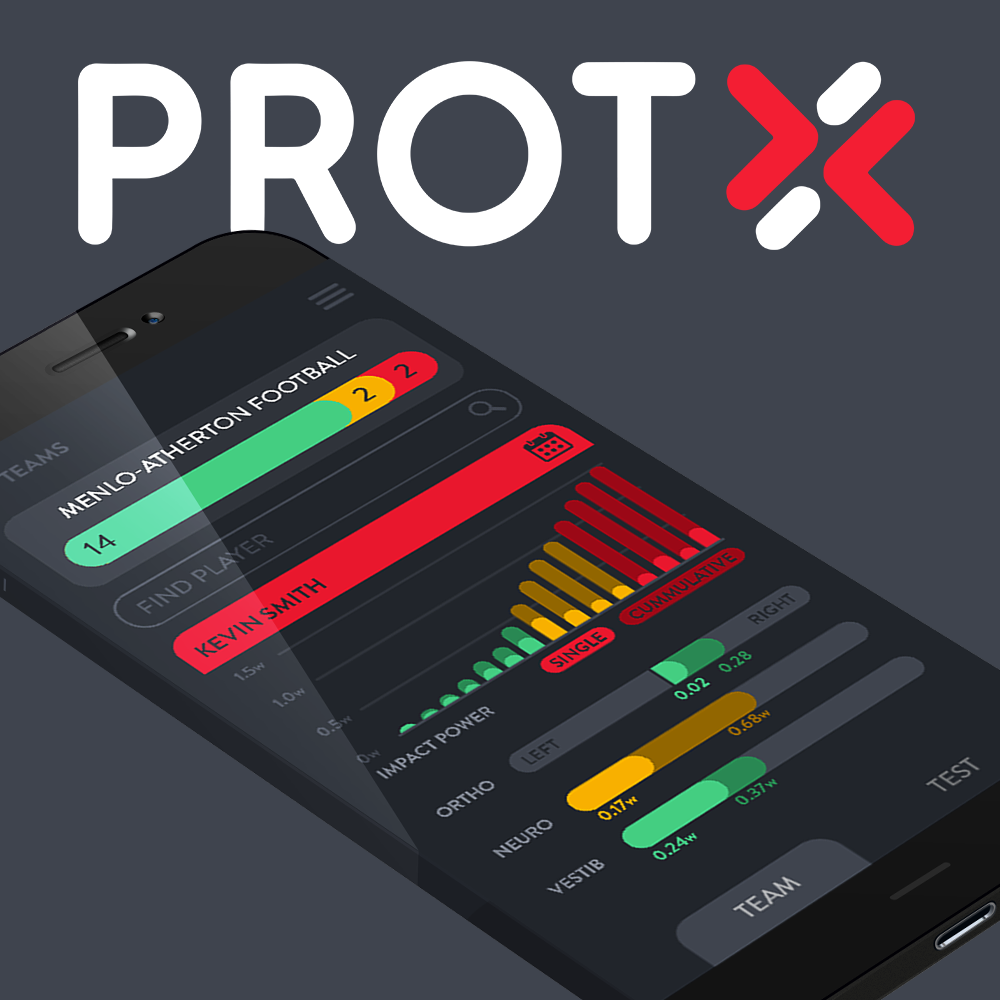 PROTX
TEAMS
MENLO-ATHERTON FOOTBALL
14 2 2
FIND PLAYER
KEVIN SMITH
1.5w
1.0w
0.5w
0w
IMPACT POWER
SINGLE CUMMULATIVE
ORTHO
LEFT RIGHT
0.02 0.28
NEURO
0.17w 0.68w
VESTIB
0.24w 0.37w
TEAM TEST